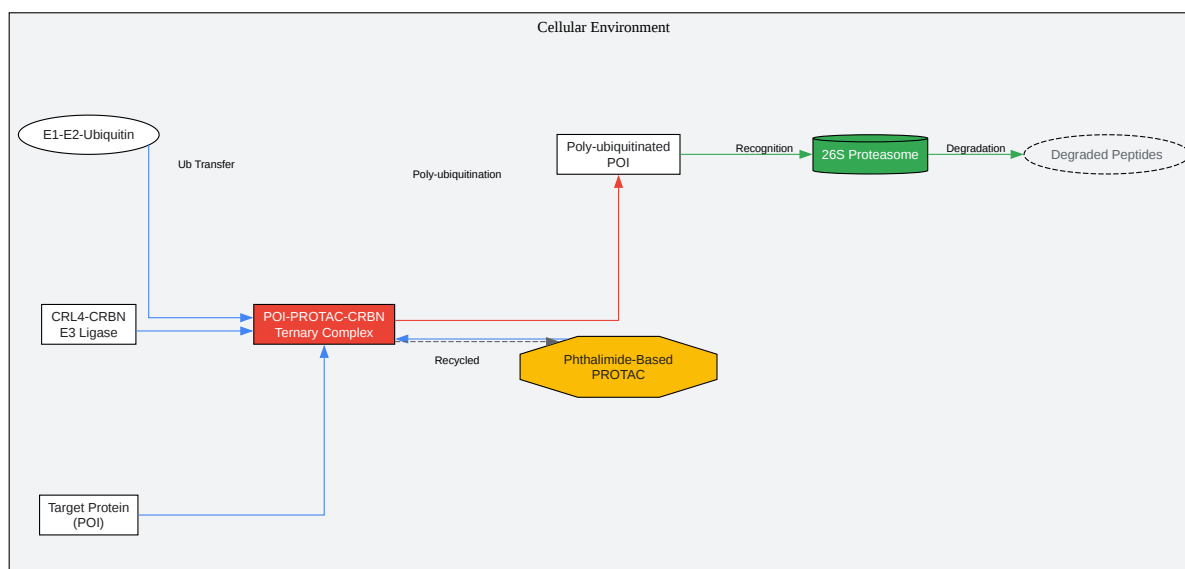 Cellular Environment
E1-E2-Ubiquitin
Ub Transfer
Poly-ubiquitination
Poly-ubiquitinated
POI
Recognition
26S Proteasome
Degradation
Degraded Peptides
CRL4-CRBN
E3 Ligase
POI-PROTAC-CRBN
Ternary Complex
Recycled
Phthalimide-Based
PROTAC
Target Protein
(POI)